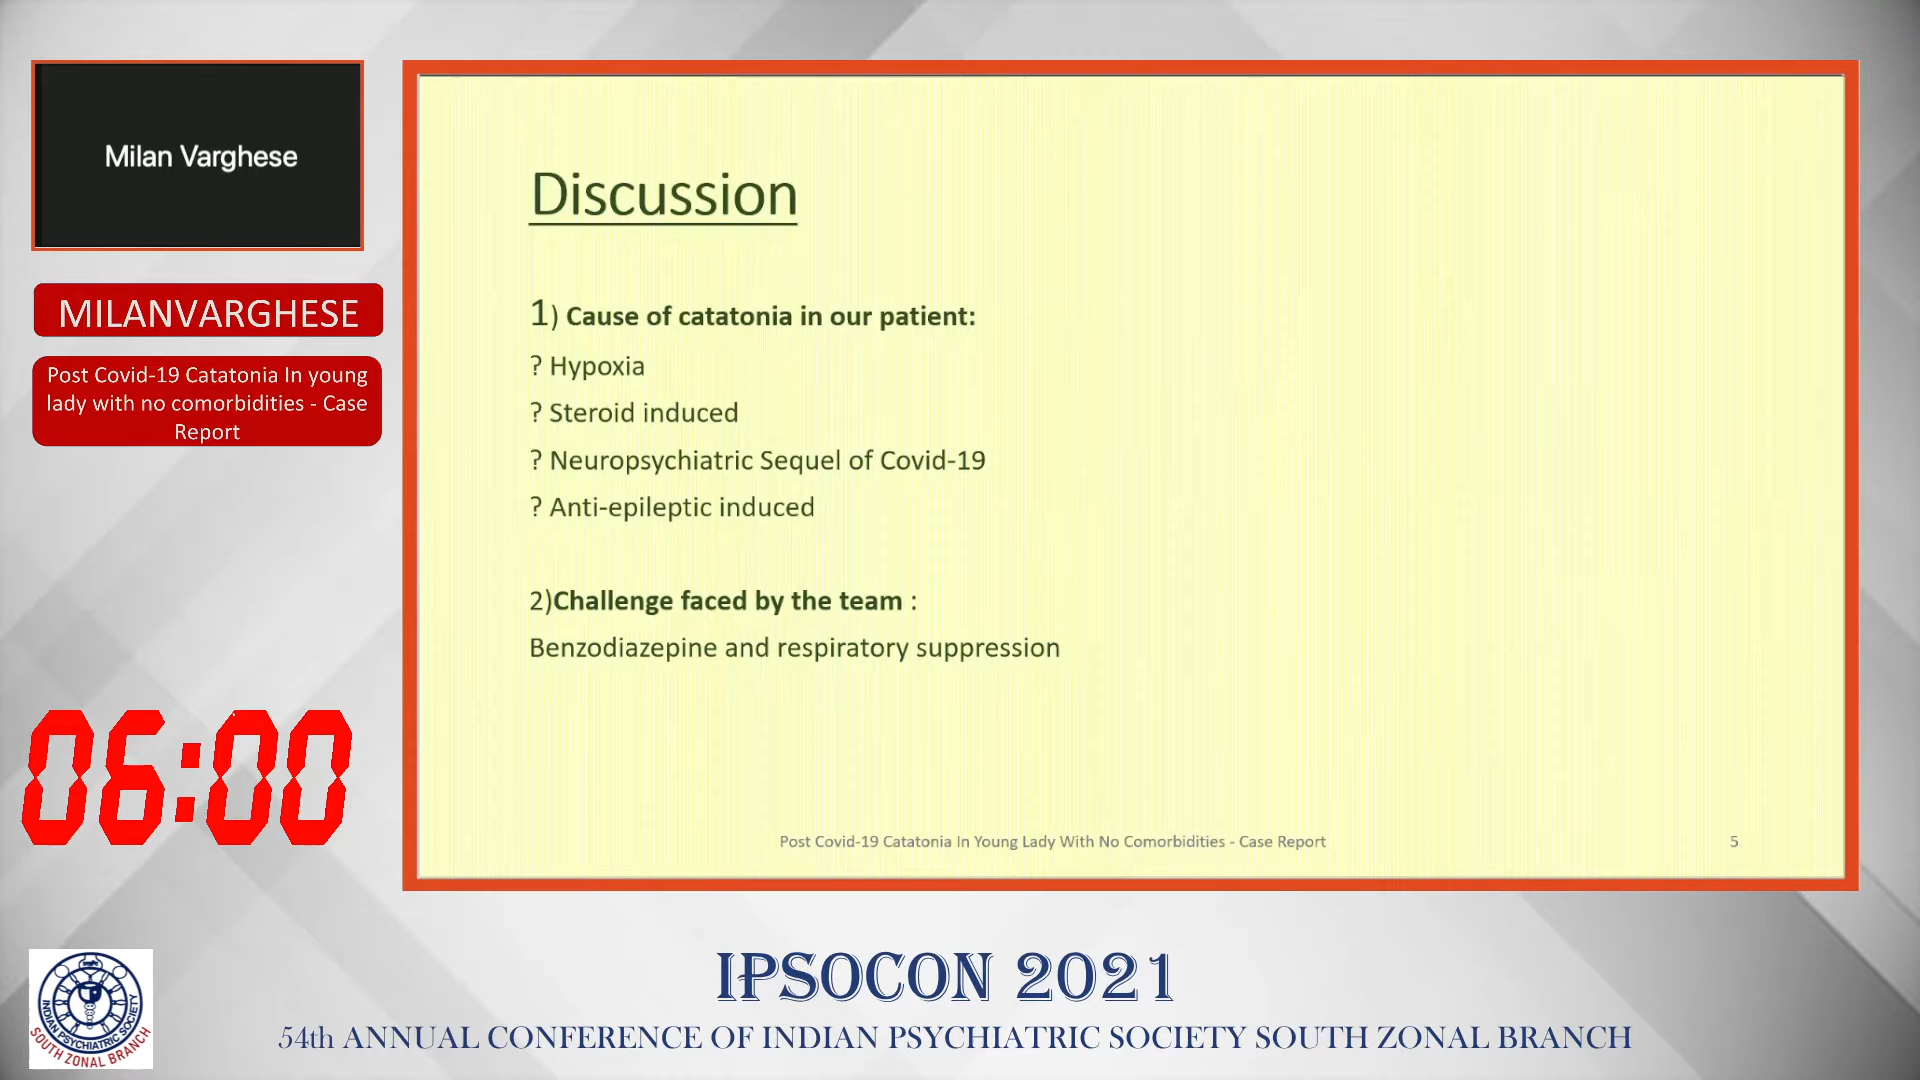 Milan Varghese
MILANVARGHESE
Post Covid-19 Catatonia In young
lady with no comorbidities - Case
Report
06:00
Discussion
1) Cause of catatonia in our patient:
? Hypoxia
? Steroid induced
? Neuropsychiatric Sequel of Covid-19
? Anti-epileptic induced
2)Challenge faced by the team :
Benzodiazepine and respiratory suppression
Post Covid-19 Catatonia In Young Lady With No Comorbidities - Case Report
5
INDIAN PSYCHIATRIC SOCIETY
SOUTH ZONAL BRANCH
IPSOCON 2021
54th ANNUAL CONFERENCE OF INDIAN PSYCHIATRIC SOCIETY SOUTH ZONAL BRANCH